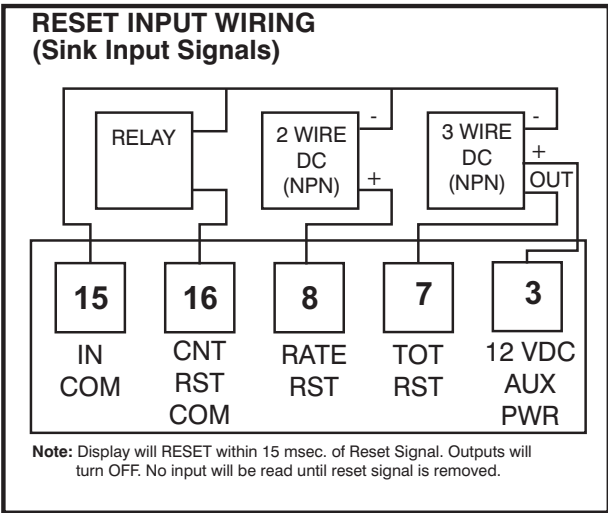 RESET INPUT WIRING
(Sink Input Signals)
RELAY
2 WIRE
DC
(NPN)
-
+
3 WIRE
DC
(NPN)
-
+
OUT
15
16
8
7
3
IN
COM
CNT
RST
COM
RATE
RST
TOT
RST
12 VDC
AUX
PWR
Note: Display will RESET within 15 msec. of Reset Signal. Outputs will
turn OFF. No input will be read until reset signal is removed.